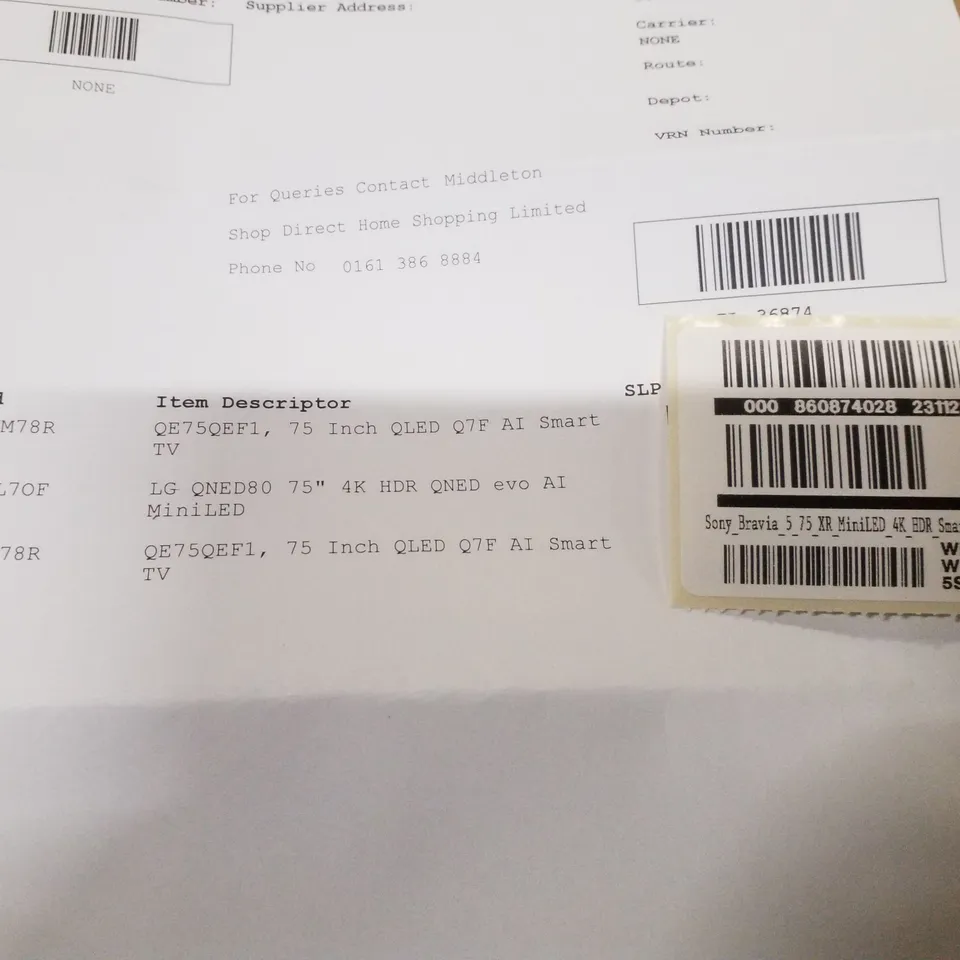 Supplier Address:
Carrier:
NONE
NONE
Route:
Depot:
VRN Number:
For Queries Contact Middleton
Shop Direct Home Shopping Limited
Phone No 0161 386 8884
36874
000 860874028 23112
SLP
Item Descriptor
M78R QE75QEF1, 75 Inch QLED Q7F AI Smart
TV
L7OF LG QNED80 75" 4K HDR QNED evo AI
MiniLED
Sony_Bravia_5_75_XR_MiniLED_4K_HDR_Sma
78R QE75QEF1, 75 Inch QLED Q7F AI Smart
TV
W
W
5S